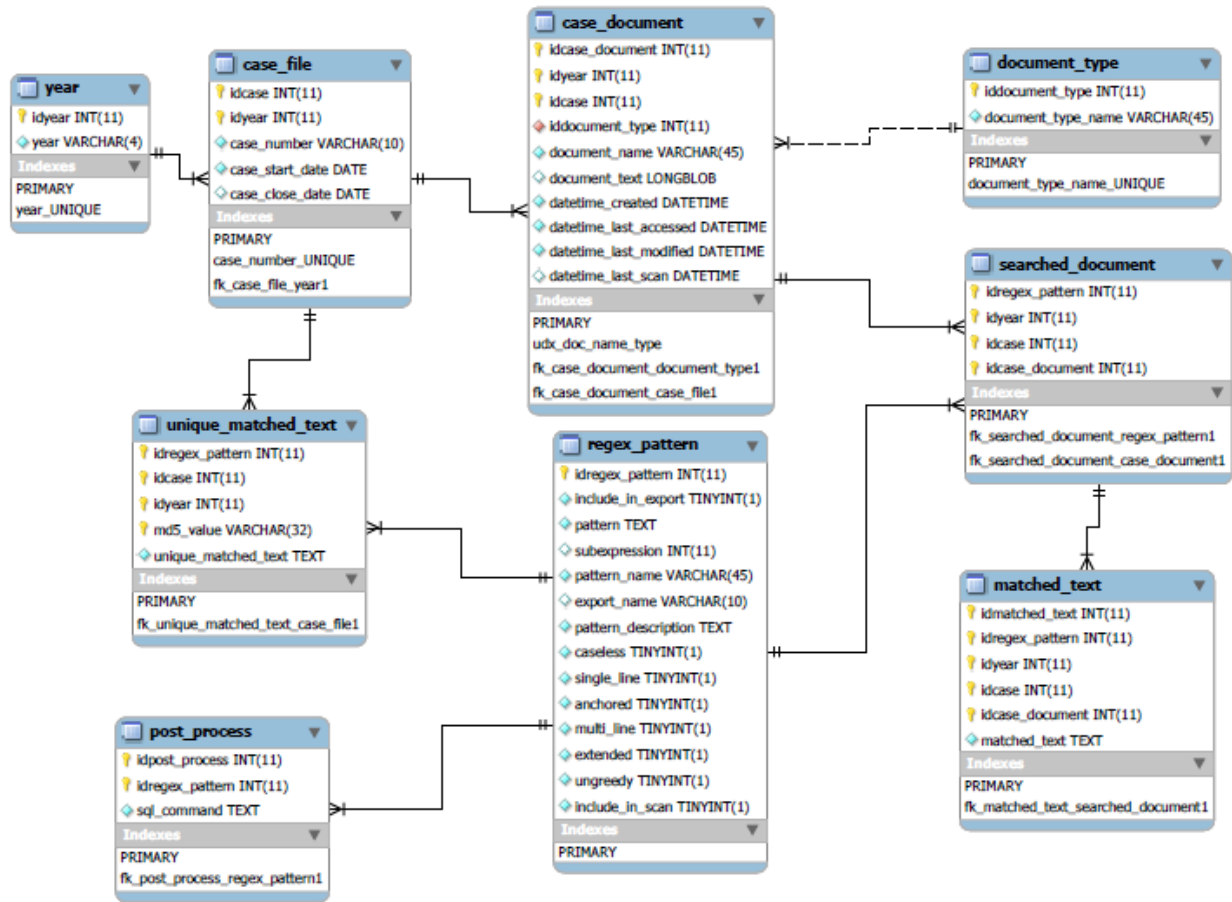 year
idyear INT(11)
year VARCHAR(4)
Indexes
PRIMARY
year_UNIQUE
case_file
idcase INT(11)
idyear INT(11)
case_number VARCHAR(10)
case_start_date DATE
case_close_date DATE
Indexes
PRIMARY
case_number_UNIQUE
fk_case_file_year1
case_document
idcase_document INT(11)
idyear INT(11)
idcase INT(11)
iddocument_type INT(11)
document_name VARCHAR(45)
document_text LONGBLOB
datetime_created DATETIME
datetime_last_accessed DATETIME
datetime_last_modified DATETIME
datetime_last_scan DATETIME
Indexes
PRIMARY
udx_doc_name_type
fk_case_document_document_type1
fk_case_document_case_file1
document_type
iddocument_type INT(11)
document_type_name VARCHAR(45)
Indexes
PRIMARY
document_type_name_UNIQUE
searched_document
idregex_pattern INT(11)
idyear INT(11)
idcase INT(11)
idcase_document INT(11)
Indexes
PRIMARY
fk_searched_document_regex_pattern1
fk_searched_document_case_document1
unique_matched_text
idregex_pattern INT(11)
idcase INT(11)
idyear INT(11)
md5_value VARCHAR(32)
unique_matched_text TEXT
Indexes
PRIMARY
fk_unique_matched_text_case_file1
regex_pattern
idregex_pattern INT(11)
include_in_export TINYINT(1)
pattern TEXT
subexpression INT(11)
pattern_name VARCHAR(45)
export_name VARCHAR(10)
pattern_description TEXT
caseless TINYINT(1)
single_line TINYINT(1)
anchored TINYINT(1)
multi_line TINYINT(1)
extended TINYINT(1)
ungreedy TINYINT(1)
include_in_scan TINYINT(1)
Indexes
PRIMARY
matched_text
idmatched_text INT(11)
idregex_pattern INT(11)
idyear INT(11)
idcase INT(11)
idcase_document INT(11)
matched_text TEXT
Indexes
PRIMARY
fk_matched_text_searched_document1
post_process
idpost_process INT(11)
idregex_pattern INT(11)
sql_command TEXT
Indexes
PRIMARY
fk_post_process_regex_pattern1